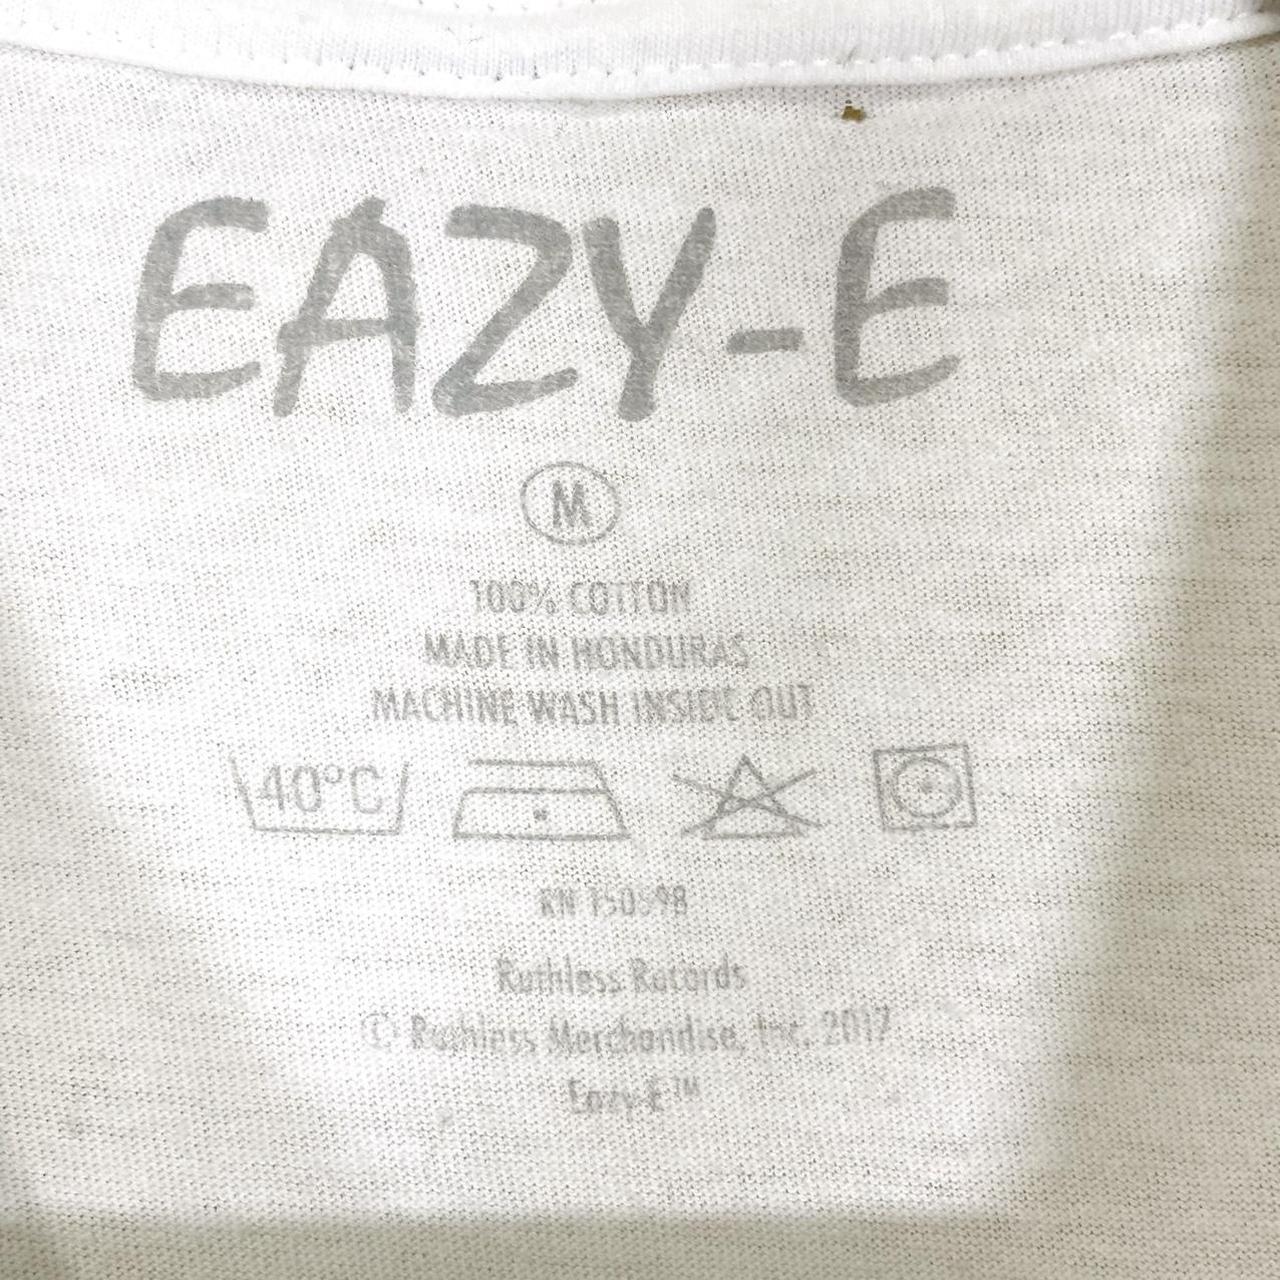 EAZY-E
M
100% COTTON
MADE IN HONDURAS
MACHINE WASH INSIDE OUT
40°C
RN
Ruthless Records
© Ruthless Merchandise, Inc. 2017
Eazy-E™